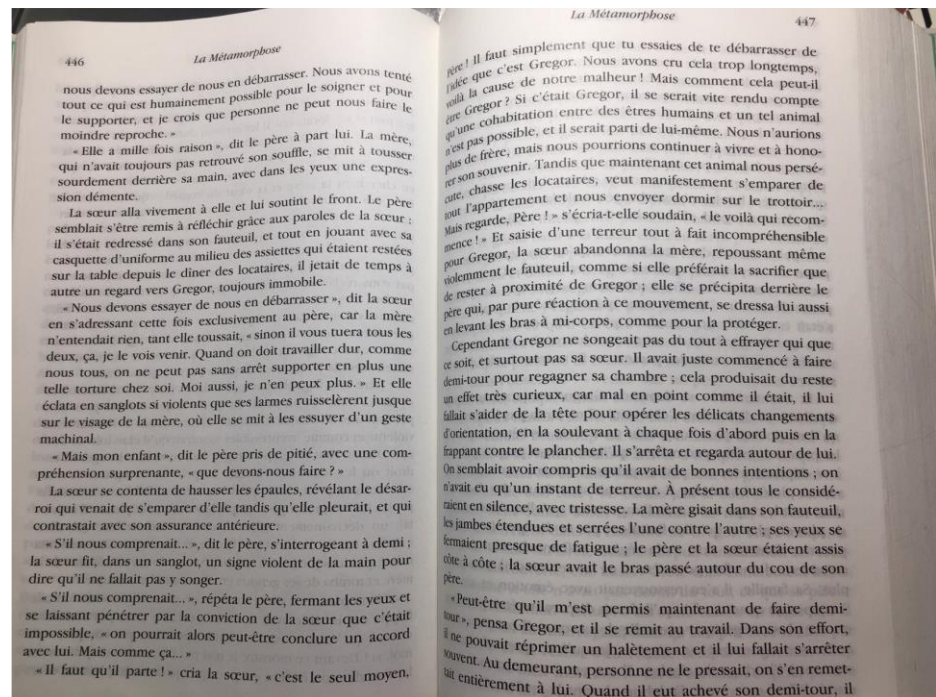 446
La Métamorphose
nous devons essayer de nous en débarrasser. Nous avons tenté
tout ce qui est humainement possible pour le soigner et pour
le supporter, et je crois que personne ne peut nous faire le
moindre reproche. »
« Elle a mille fois raison », dit le père à part lui. La mère,
qui n'avait toujours pas retrouvé son souffle, se mit à tousser
sourdement derrière sa main, avec dans les yeux une expres-
sion démente.
La sœur alla vivement à elle et lui soutint le front. Le père
semblait s'être remis à réfléchir grâce aux paroles de la sœur ;
il s'était redressé dans son fauteuil, et tout en jouant avec sa
casquette d'uniforme au milieu des assiettes qui étaient restées
sur la table depuis le dîner des locataires, il jetait de temps à
autre un regard vers Gregor, toujours immobile.
« Nous devons essayer de nous en débarrasser », dit la sœur
en s'adressant cette fois exclusivement au père, car la mère
n'entendait rien, tant elle toussait, « sinon il vous tuera tous les
deux, ça, je le vois venir. Quand on doit travailler dur, comme
nous tous, on ne peut pas sans arrêt supporter en plus une
telle torture chez soi. Moi aussi, je n'en peux plus. » Et elle
éclata en sanglots si violents que ses larmes ruisselèrent jusque
sur le visage de la mère, où elle se mit à les essuyer d'un geste
machinal.
« Mais mon enfant », dit le père pris de pitié, avec une com-
préhension surprenante, « que devons-nous faire ? »
La sœur se contenta de hausser les épaules, révélant le désar-
roi qui venait de s'emparer d'elle tandis qu'elle pleurait, et qui
contrastait avec son assurance antérieure.
« S'il nous comprenait... », dit le père, s'interrogeant à demi ;
la sœur fit, dans un sanglot, un signe violent de la main pour
dire qu'il ne fallait pas y songer.
« S'il nous comprenait... », répéta le père, fermant les yeux et
se laissant pénétrer par la conviction de la sœur que c'était
impossible, « on pourrait alors peut-être conclure un accord
avec lui. Mais comme ça... »
« Il faut qu'il parte ! » cria la sœur, « c'est le seul moyen,
La Métamorphose
447
Père ! Il faut simplement que tu essaies de te débarrasser de
l'idée que c'est Gregor. Nous avons cru cela trop longtemps,
voilà la cause de notre malheur ! Mais comment cela peut-il
être Gregor ? Si c'était Gregor, il se serait vite rendu compte
qu'une cohabitation entre des êtres humains et un tel animal
n'est pas possible, et il serait parti de lui-même. Nous n'aurions
plus de frère, mais nous pourrions continuer à vivre et à hono-
rer son souvenir. Tandis que maintenant cet animal nous persé-
cute, chasse les locataires, veut manifestement s'emparer de
tout l'appartement et nous envoyer dormir sur le trottoir...
Mais regarde, Père ! » s'écria-t-elle soudain, « le voilà qui recom-
mence ! » Et saisie d'une terreur tout à fait incompréhensible
pour Gregor, la sœur abandonna la mère, repoussant même
violemment le fauteuil, comme si elle préférait la sacrifier que
de rester à proximité de Gregor ; elle se précipita derrière le
père qui, par pure réaction à ce mouvement, se dressa lui aussi
en levant les bras à mi-corps, comme pour la protéger.
Cependant Gregor ne songeait pas du tout à effrayer qui que
ce soit, et surtout pas sa sœur. Il avait juste commencé à faire
demi-tour pour regagner sa chambre ; cela produisait du reste
un effet très curieux, car mal en point comme il était, il lui
fallait s'aider de la tête pour opérer les délicats changements
d'orientation, en la soulevant à chaque fois d'abord puis en la
frappant contre le plancher. Il s'arrêta et regarda autour de lui.
On semblait avoir compris qu'il avait de bonnes intentions ; on
n'avait eu qu'un instant de terreur. À présent tous le considé-
raient en silence, avec tristesse. La mère gisait dans son fauteuil,
les jambes étendues et serrées l'une contre l'autre ; ses yeux se
fermaient presque de fatigue ; le père et la sœur étaient assis
côte à côte ; la sœur avait le bras passé autour du cou de son
père.
« Peut-être qu'il m'est permis maintenant de faire demi-
tour », pensa Gregor, et il se remit au travail. Dans son effort,
il ne pouvait réprimer un halètement et il lui fallait s'arrêter
souvent. Au demeurant, personne ne le pressait, on s'en remet-
tait entièrement à lui. Quand il eut achevé son demi-tour, il